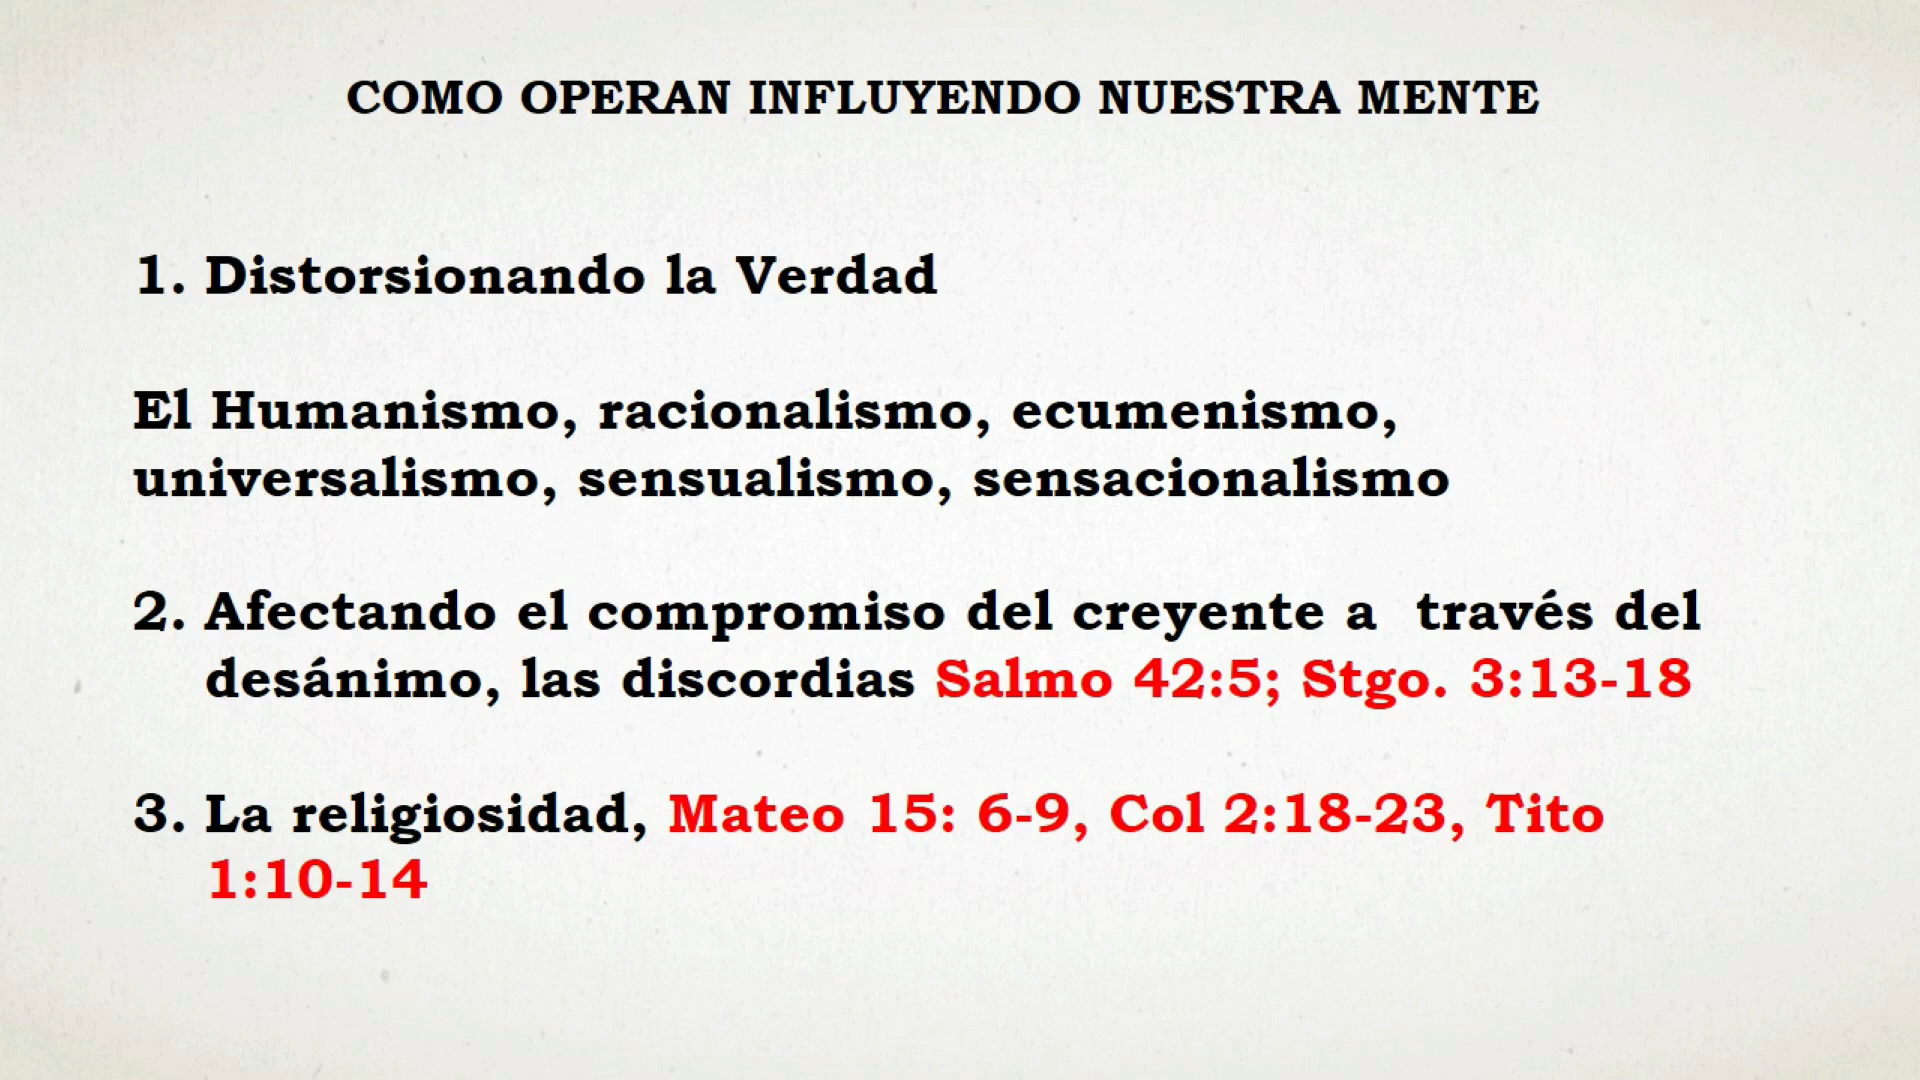 COMO OPERAN INFLUYENDO NUESTRA MENTE
1. Distorsionando la Verdad
El Humanismo, racionalismo, ecumenismo,
universalismo, sensualismo, sensacionalismo
2. Afectando el compromiso del creyente a  través del
desánimo, las discordias Salmo 42:5; Stgo. 3:13-18
3. La religiosidad, Mateo 15: 6-9, Col 2:18-23, Tito
1:10-14